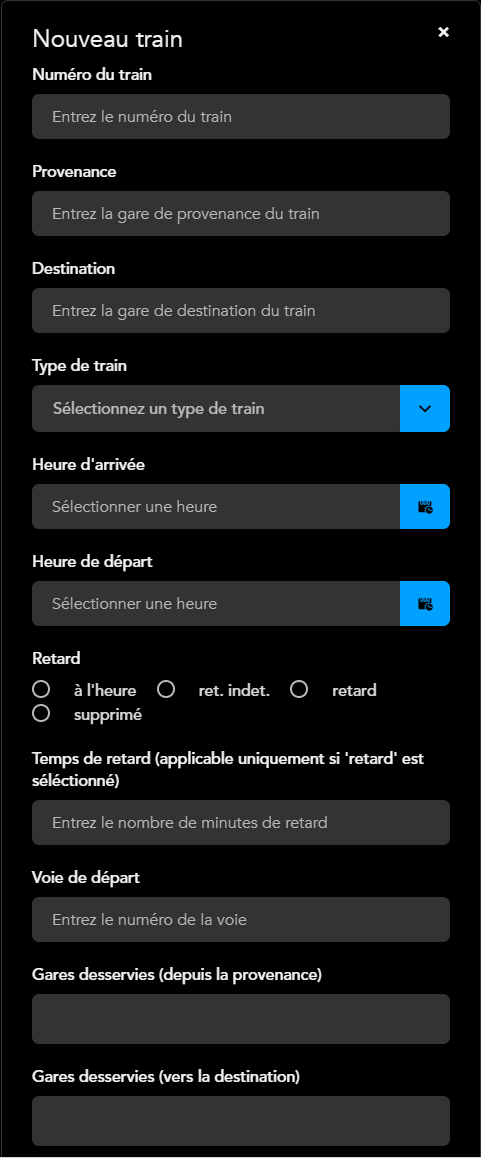 Nouveau train
Numéro du train
Entrez le numéro du train
Provenance
Entrez la gare de provenance du train
Destination
Entrez la gare de destination du train
Type de train
Sélectionnez un type de train
Heure d'arrivée
Sélectionner une heure
Heure de départ
Sélectionner une heure
Retard
à l'heure ret. indet. retard
supprimé
Temps de retard (applicable uniquement si 'retard' est
séléctionné)
Entrez le nombre de minutes de retard
Voie de départ
Entrez le numéro de la voie
Gares desservies (depuis la provenance)
Gares desservies (vers la destination)